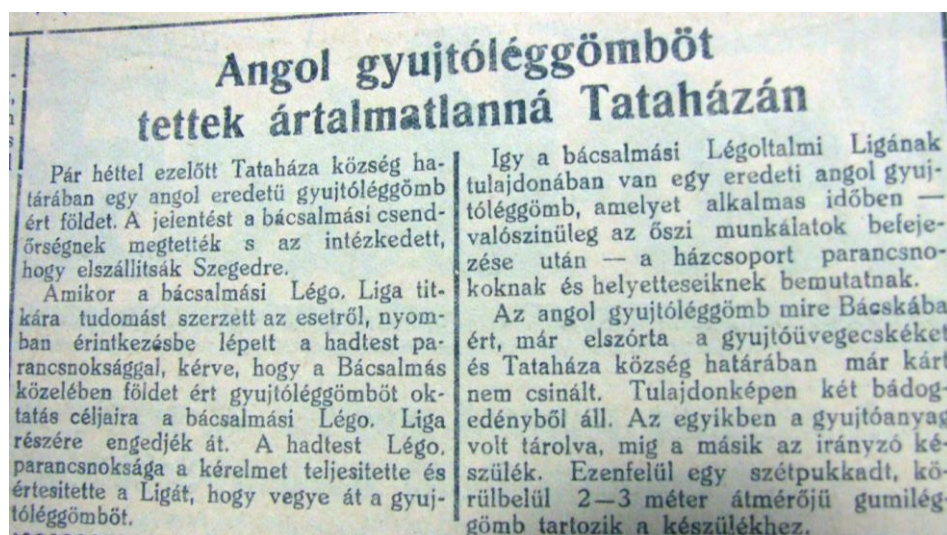 Angol gyujtóléggömböt
tettek ártalmatlanná Tataházán
Pár héttel ezelőtt Tataháza község ha-
tárában egy angol eredetü gyujtóléggömb
ért földet. A jelentést a bácsalmási csend-
őrségnek megtették s az intézkedett,
hogy elszállitsák Szegedre.
Amikor a bácsalmási Légo. Liga tit-
kára tudomást szerzett az esetről, nyom-
ban érintkezésbe lépett a hadtest pa-
rancsnoksággal, kérve, hogy a Bácsalmás
közelében földet ért gyujtóléggömböt ok-
tatás céljaira a bácsalmási Légo. Liga
részére engedjék át. A hadtest Légo.
parancsnoksága a kérelmet teljesitette és
értesitette a Ligát, hogy vegye át a gyuj-
tóléggömböt.
Igy a bácsalmási Légoltalmi Ligának
tulajdonában van egy eredeti angol gyuj-
tóléggömb, amelyet alkalmas időben —
valószinüleg az őszi munkálatok befeje-
zése után — a házcsoport parancsno-
koknak és helyetteseiknek bemutatnak.
Az angol gyujtóléggömb mire Bácskába
ért, már elszórta a gyujtóüvegecskéket
és Tataháza község határában már kárt
nem csinált. Tulajdonképen két bádog-
edényből áll. Az egyikben a gyujtóanyag
volt tárolva, mig a másik az irányzó ké-
szülék. Ezenfelül egy szétpukkadt, kö-
rülbelül 2—3 méter átmérőjü gumilég-
gömb tartozik a készülékhez.